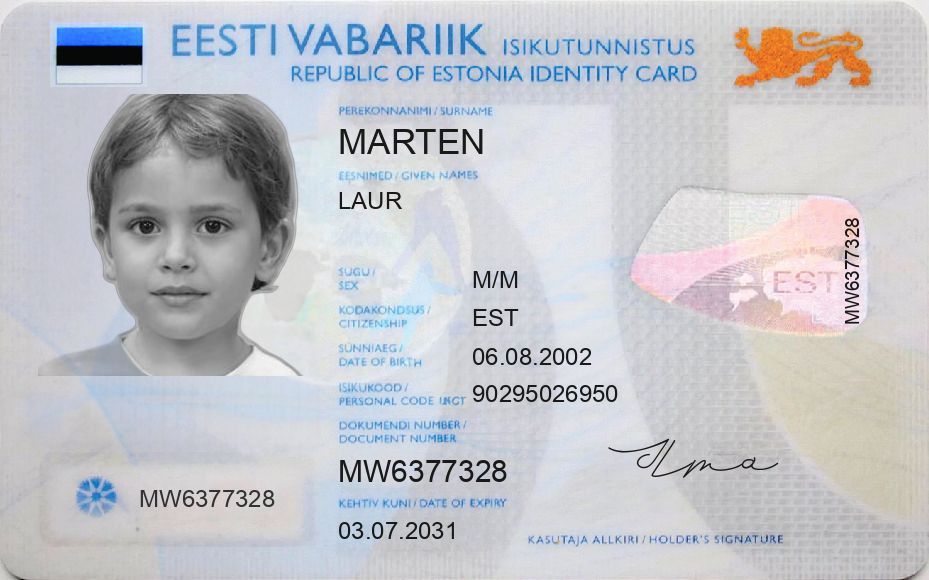 EESTI VABARIIK ISIKUTUNNISTUS
REPUBLIC OF ESTONIA IDENTITY CARD
PEREKONNANIMI / SURNAME
MARTEN
EESNIMED / GIVEN NAMES
LAUR
SUGU /
SEX
M/M
KODAKONDSUS /
CITIZENSHIP
EST
SÜNNIAEG /
DATE OF BIRTH
06.08.2002
ISIKUKOOD /
PERSONAL CODE
90295026950
DOKUMENDI NUMBER /
DOCUMENT NUMBER
MW6377328
KEHTIV KUNI / DATE OF EXPIRY
03.07.2031
MW6377328
EST
MW6377328
KASUTAJA ALLKIRI / HOLDER'S SIGNATURE